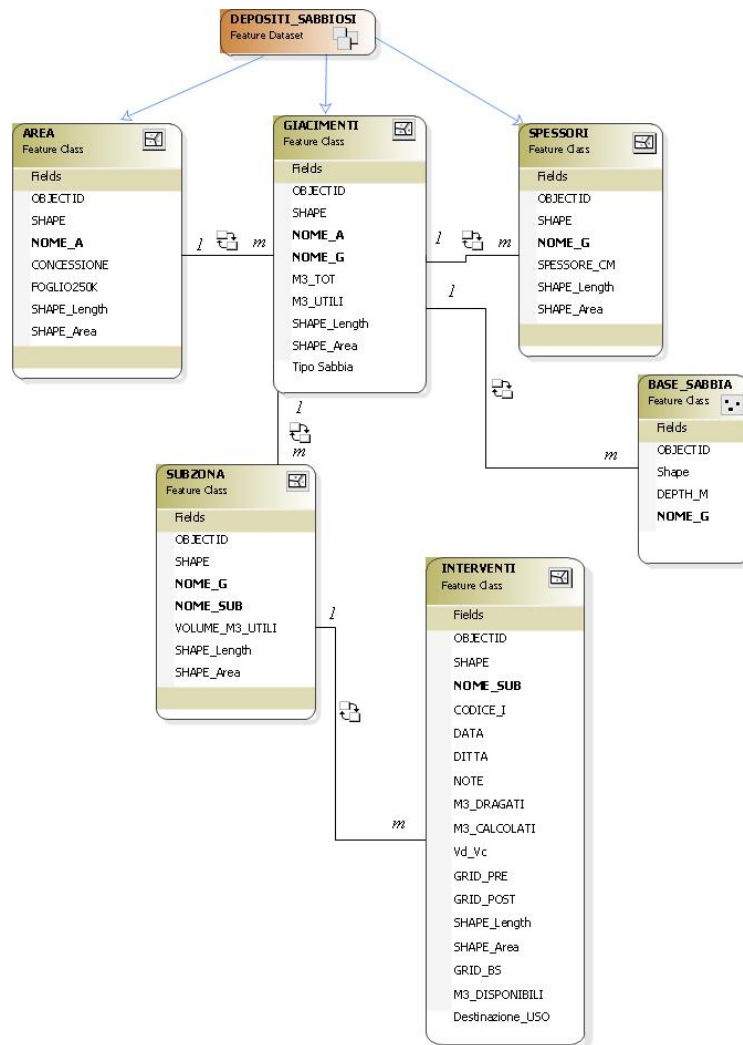 DEPOSITI_SABBIOSI
Feature Dataset
AREA
Feature Class
Fields
OBJECTID
SHAPE
NOME_A
CONCESSIONE
FOGLIO250K
SHAPE_Length
SHAPE_Area
1
m
GIACIMENTI
Feature Class
Fields
OBJECTID
SHAPE
NOME_A
NOME_G
M3_TOT
M3_UTILI
SHAPE_Length
SHAPE_Area
Tipo Sabbia
1
m
1
SPESSORI
Feature Class
Fields
OBJECTID
SHAPE
NOME_G
SPESSORE_CM
SHAPE_Length
SHAPE_Area
BASE_SABBIA
Feature Class
Fields
OBJECTID
Shape
DEPTH_M
NOME_G
m
1
m
SUBZONA
Feature Class
Fields
OBJECTID
SHAPE
NOME_G
NOME_SUB
VOLUME_M3_UTILI
SHAPE_Length
SHAPE_Area
1
m
INTERVENTI
Feature Class
Fields
OBJECTID
SHAPE
NOME_SUB
CODICE_I
DATA
DITTA
NOTE
M3_DRAGATI
M3_CALCOLATI
Vd_Vc
GRID_PRE
GRID_POST
SHAPE_Length
SHAPE_Area
GRID_BS
M3_DISPONIBILI
Destinazione_USO